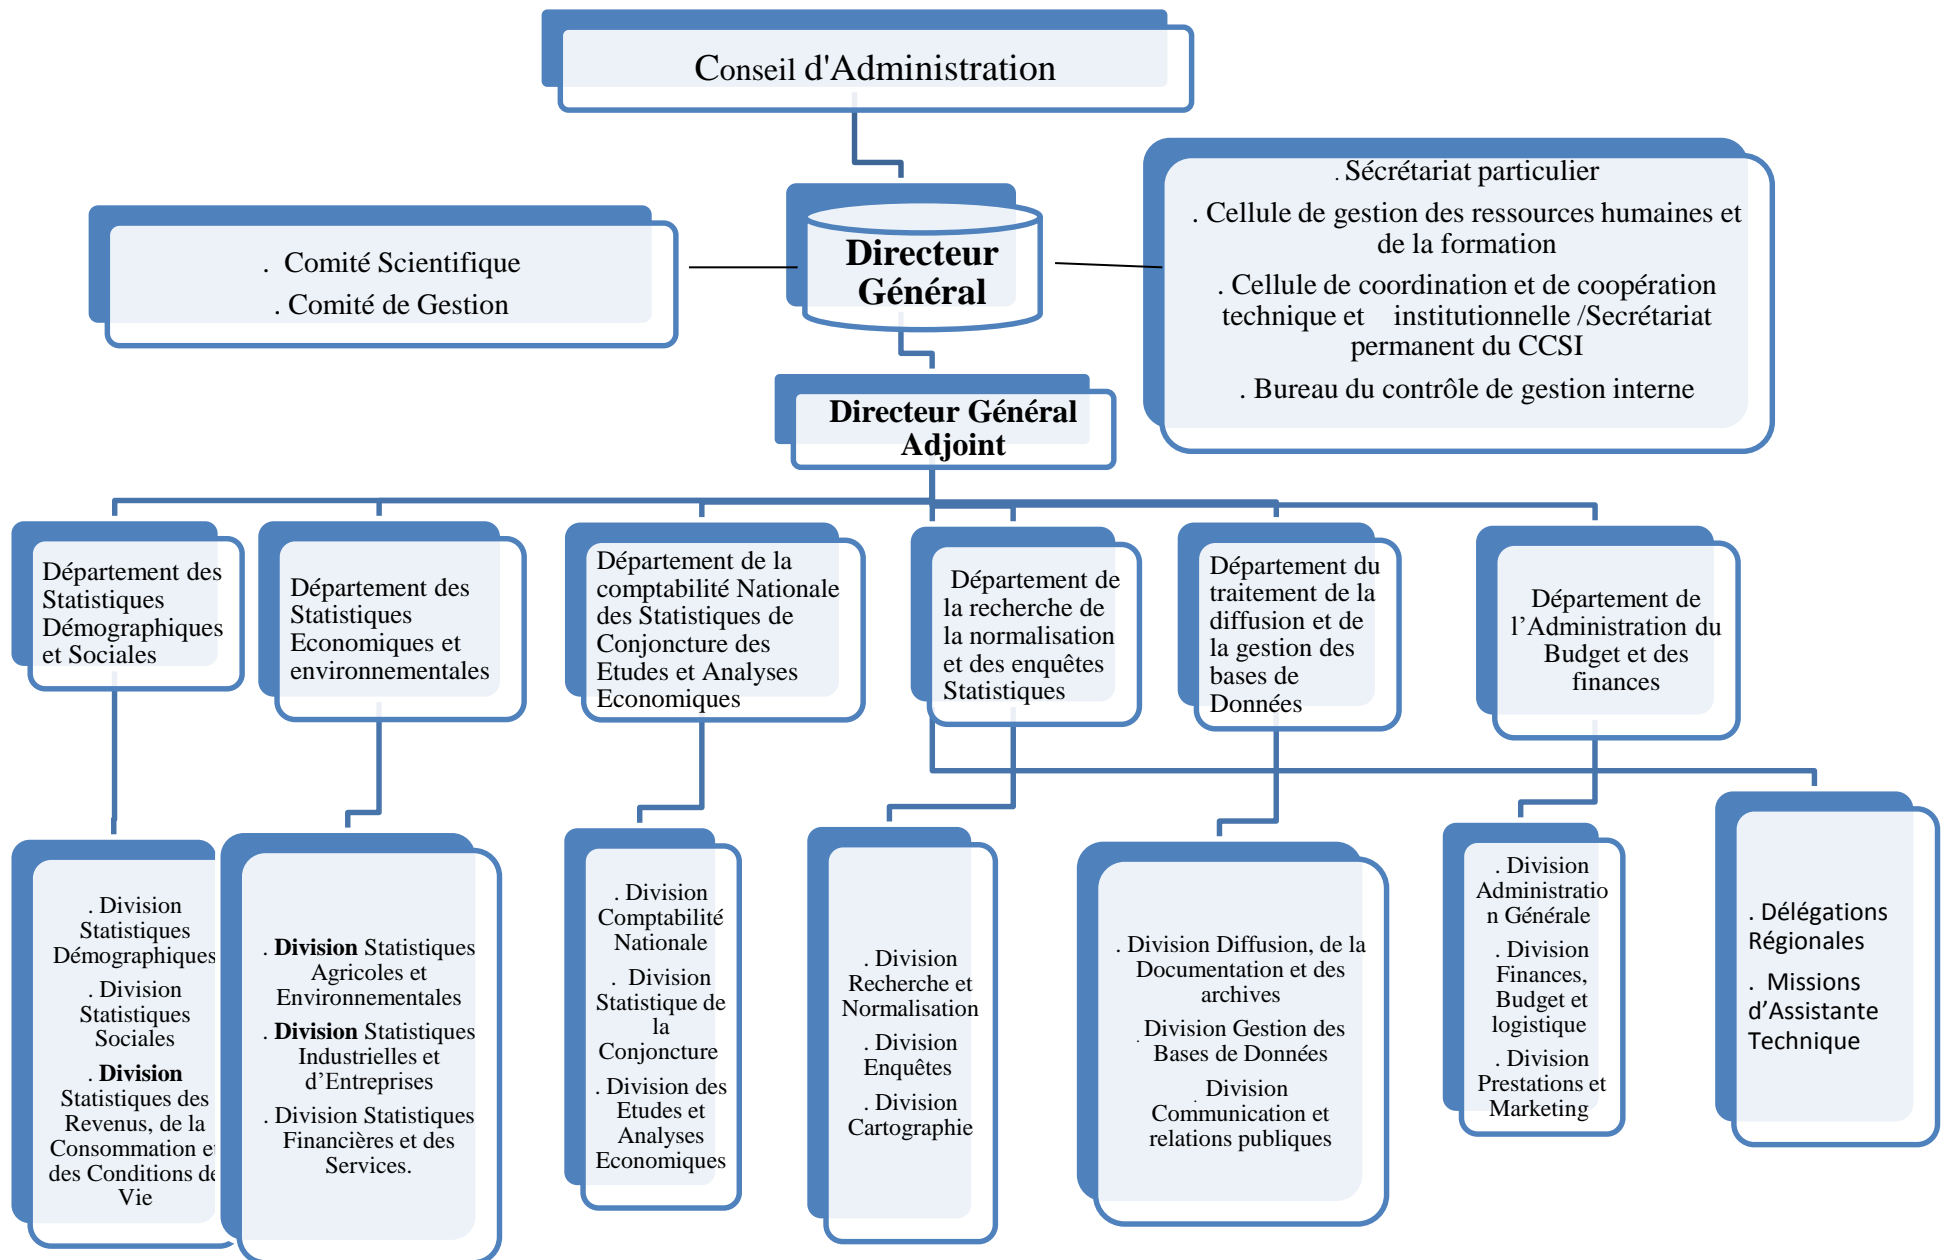 Conseil d'Administration
. Sécrétariat particulier
. Cellule de gestion des ressources humaines et
de la formation
. Cellule de coordination et de coopération
technique et institutionnelle /Secrétariat
permanent du CCSI
. Bureau du contrôle de gestion interne
. Comité Scientifique
. Comité de Gestion
Directeur
Général
Directeur Général
Adjoint
Département des
Statistiques
Démographiques
et Sociales
Département des
Statistiques
Economiques et
environnementales
Département de la
comptabilité Nationale
des Statistiques de
Conjoncture des
Etudes et Analyses
Economiques
Département de
la recherche de
la normalisation
et des enquêtes
Statistiques
Département du
traitement de la
diffusion et de
la gestion des
bases de
Données
Département de
l’Administration du
Budget et des
finances
. Division
Statistiques
Démographiques
. Division
Statistiques
Sociales
. Division
Statistiques des
Revenus, de la
Consommation et
des Conditions de
Vie
. Division Statistiques
Agricoles et
Environnementales
. Division Statistiques
Industrielles et
d’Entreprises
. Division Statistiques
Financières et des
Services.
. Division
Comptabilité
Nationale
. Division
Statistique de
la
Conjoncture
. Division des
Etudes et
Analyses
Economiques
. Division
Recherche et
Normalisation
. Division
Enquêtes
. Division
Cartographie
. Division Diffusion, de la
Documentation et des
archives
. Division Gestion des
Bases de Données
. Division
Communication et
relations publiques
. Division
Administratio
n Générale
. Division
Finances,
Budget et
logistique
. Division
Prestations et
Marketing
. Délégations
Régionales
. Missions
d’Assistante
Technique